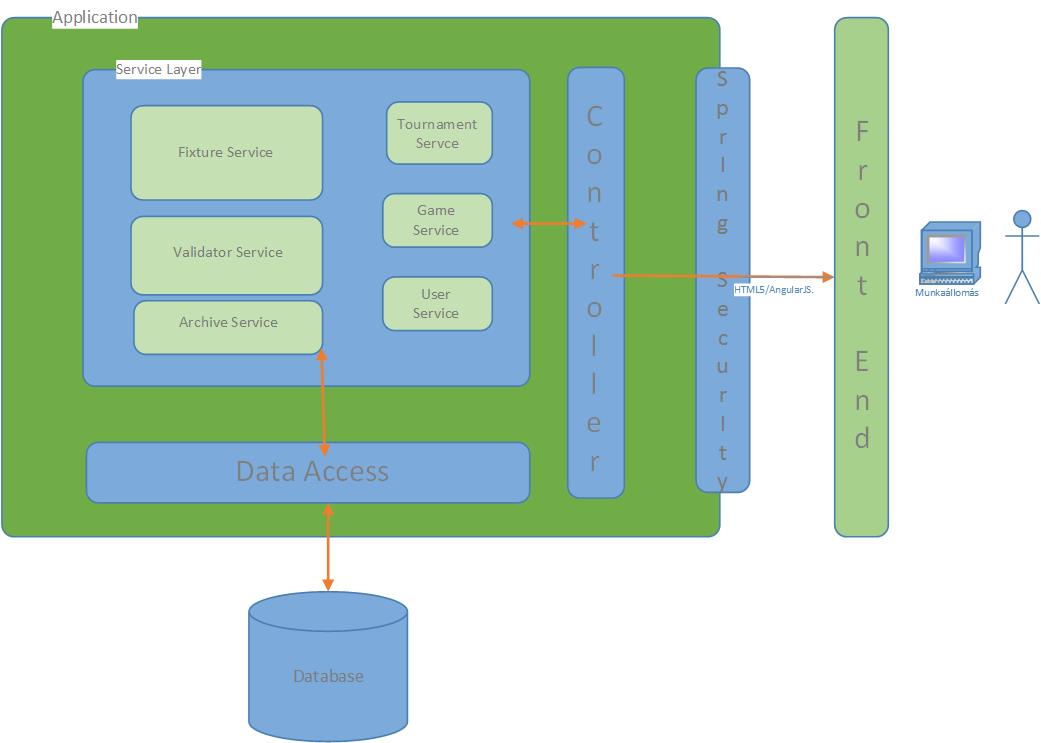 Application
Service Layer
Fixture Service
Validator Service
Archive Service
Tournament
Servce
Game
Service
User
Service
Controller
SprIng SecurIty
HTML5/AngularJS.
Front End
Munkaállomás
Data Access
Database